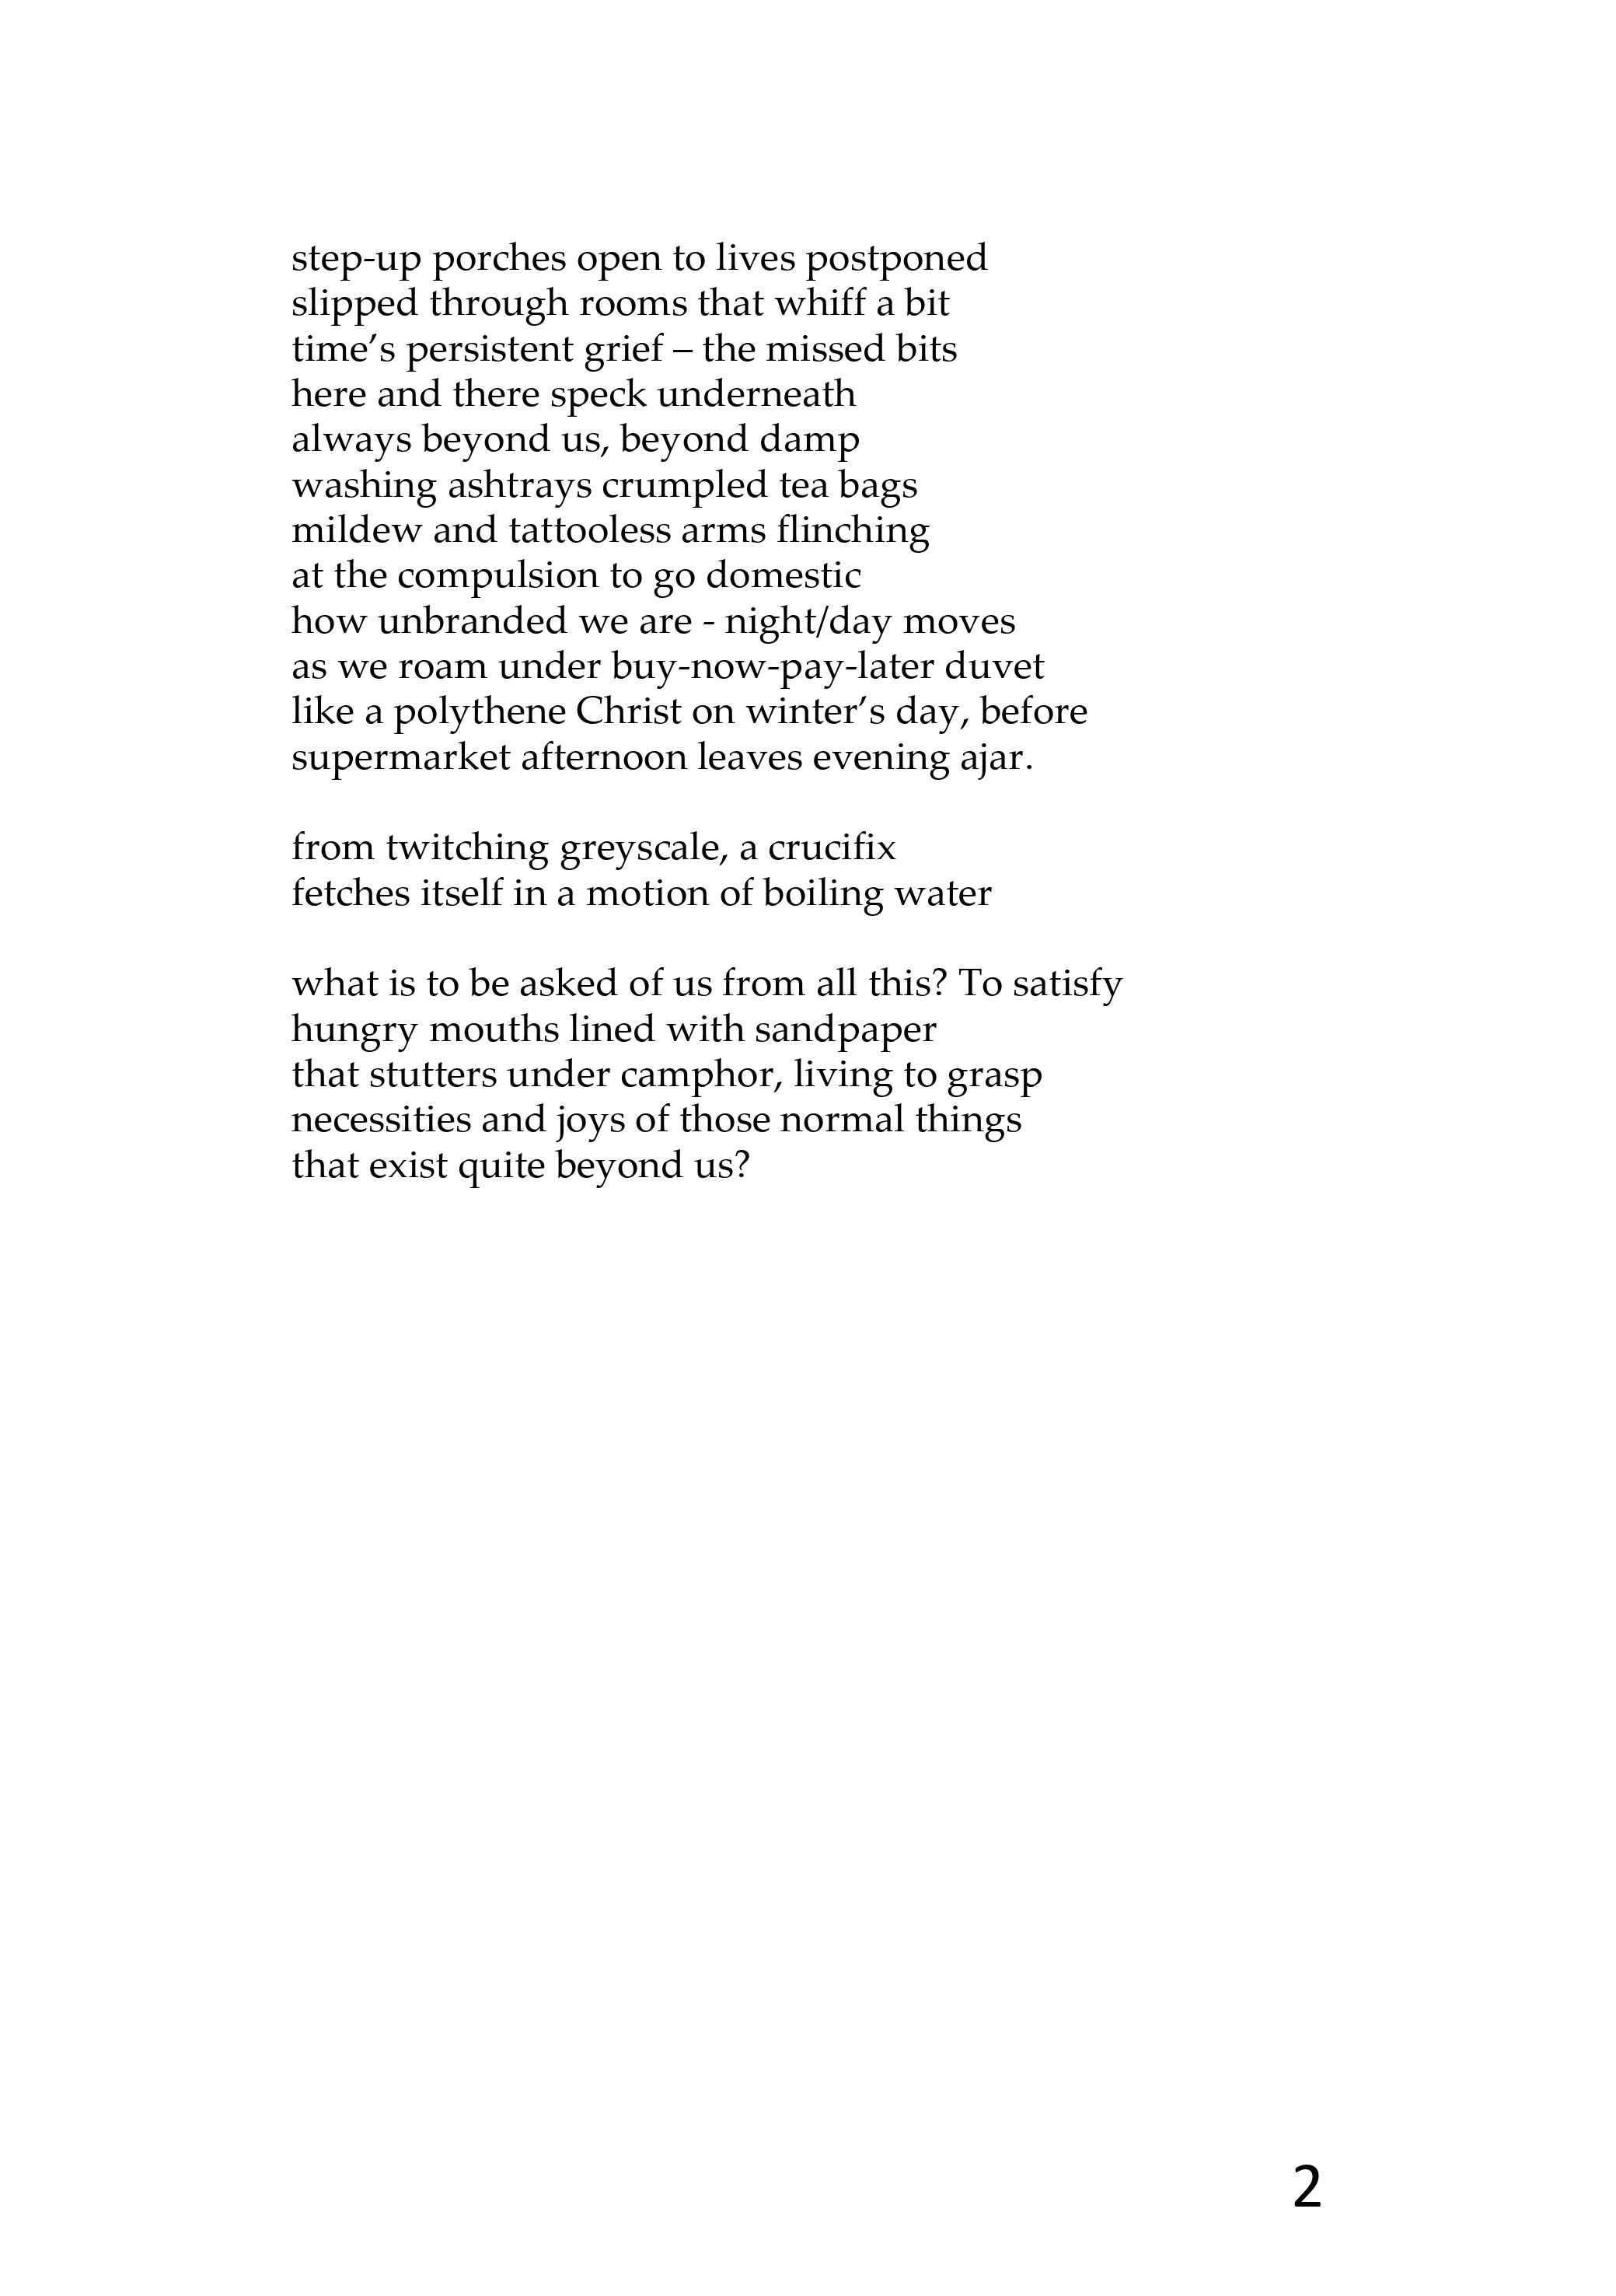 step-up porches open to lives postponed
slipped through rooms that whiff a bit
time’s persistent grief – the missed bits
here and there speck underneath
always beyond us, beyond damp
washing ashtrays crumpled tea bags
mildew and tattooless arms flinching
at the compulsion to go domestic
how unbranded we are - night/day moves
as we roam under buy-now-pay-later duvet
like a polythene Christ on winter’s day, before
supermarket afternoon leaves evening ajar.

from twitching greyscale, a crucifix
fetches itself in a motion of boiling water

what is to be asked of us from all this? To satisfy
hungry mouths lined with sandpaper
that stutters under camphor, living to grasp
necessities and joys of those normal things
that exist quite beyond us?

2